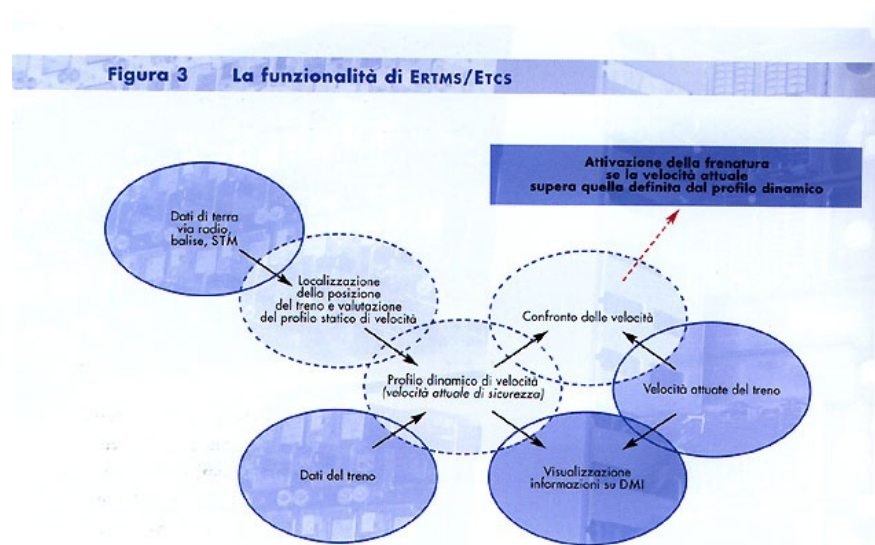 Figura 3 La funzionalità di ERTMS/ETCS
Attivazione della frenatura
se la velocità attuale
supera quella definita dal profilo dinamico
Dati di terra
via radio,
balise, STM
Localizzazione
della posizione
del treno e valutazione
del profilo statico di velocità
Confronto delle velocità
Profilo dinamico di velocità
(velocità attuale di sicurezza)
Velocità attuate del treno
Dati del treno
Visualizzazione
informazioni su DMI